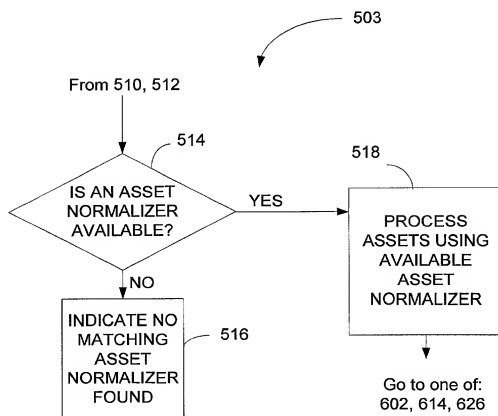 503
From 510, 512
514
IS AN ASSET
NORMALIZER
AVAILABLE?
YES
518
PROCESS
ASSETS USING
AVAILABLE
ASSET
NORMALIZER
NO
INDICATE NO
MATCHING
ASSET
NORMALIZER
FOUND
516
Go to one of:
602, 614, 626